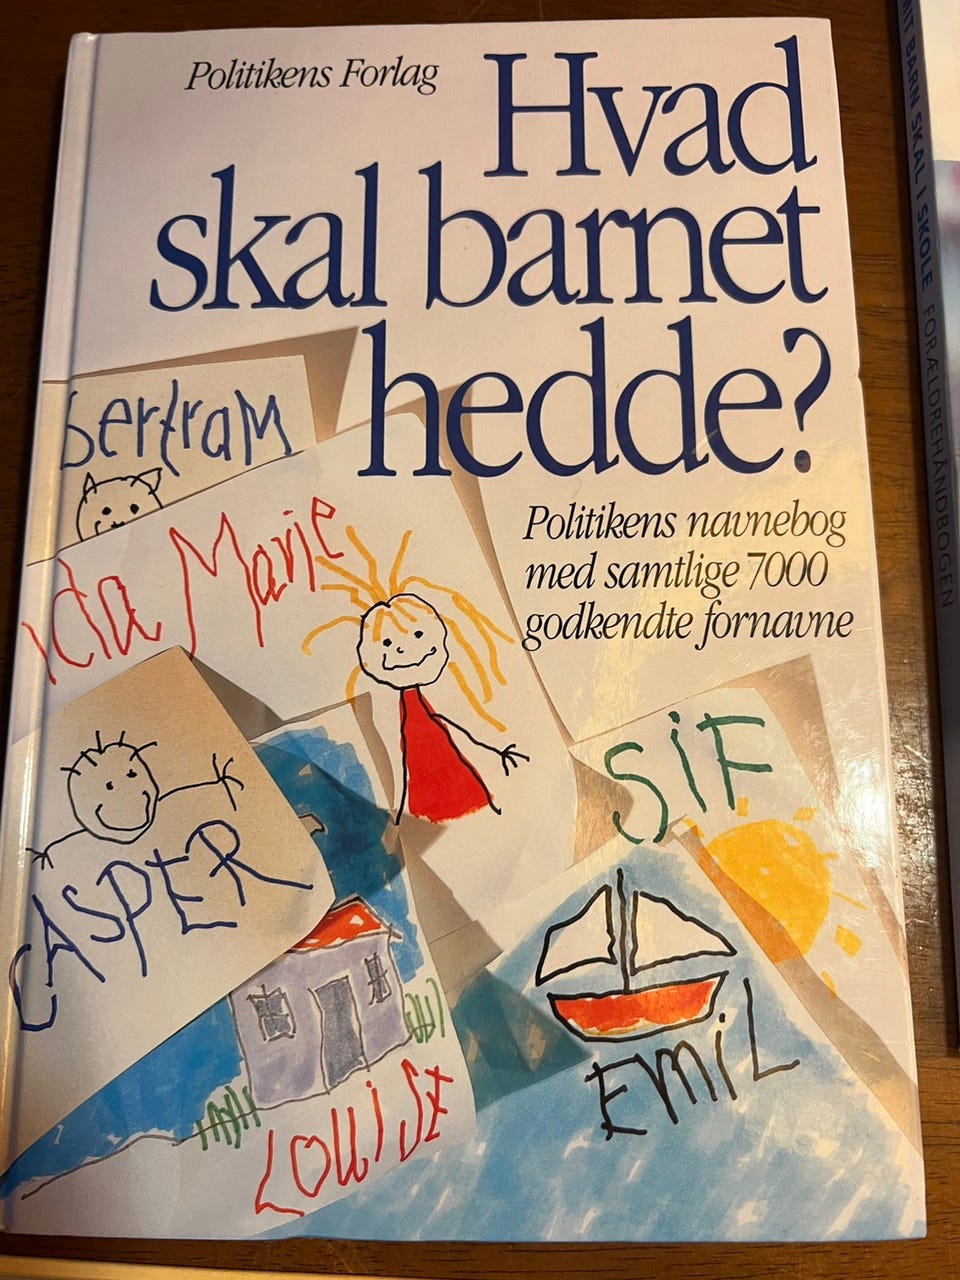 Politikens Forlag
Hvad
skal barnet
hedde?
Politikens navnebog
med samtlige 7000
godkendte fornavne
Bertram
Ida Marie
SiF
CASPER
EMiL
LOUiSE
BARN SKAL I SKOLE FORÆLDREHÅNDBOGEN